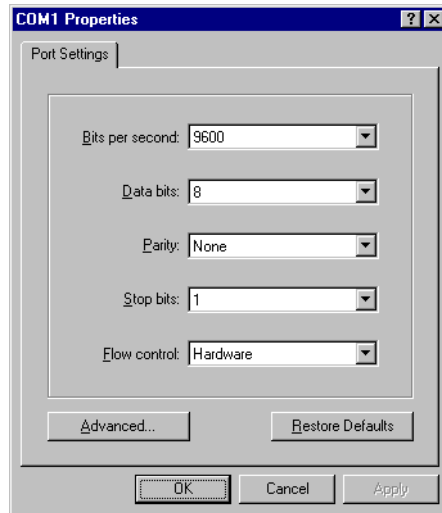 COM1 Properties
Port Settings
Bits per second: 9600
Data bits: 8
Parity: None
Stop bits: 1
Flow control: Hardware
Advanced... Restore Defaults
OK Cancel Apply